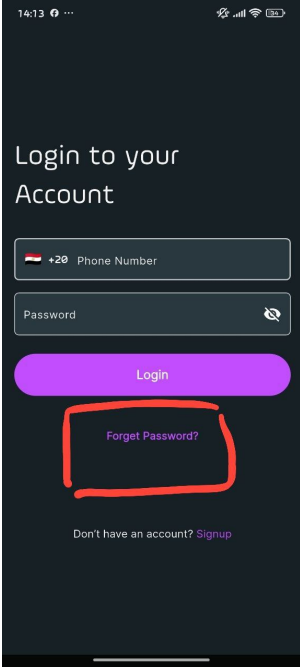 14:13
Login to your
Account
+20 Phone Number
Password
Login
Forget Password?
Don't have an account? Signup